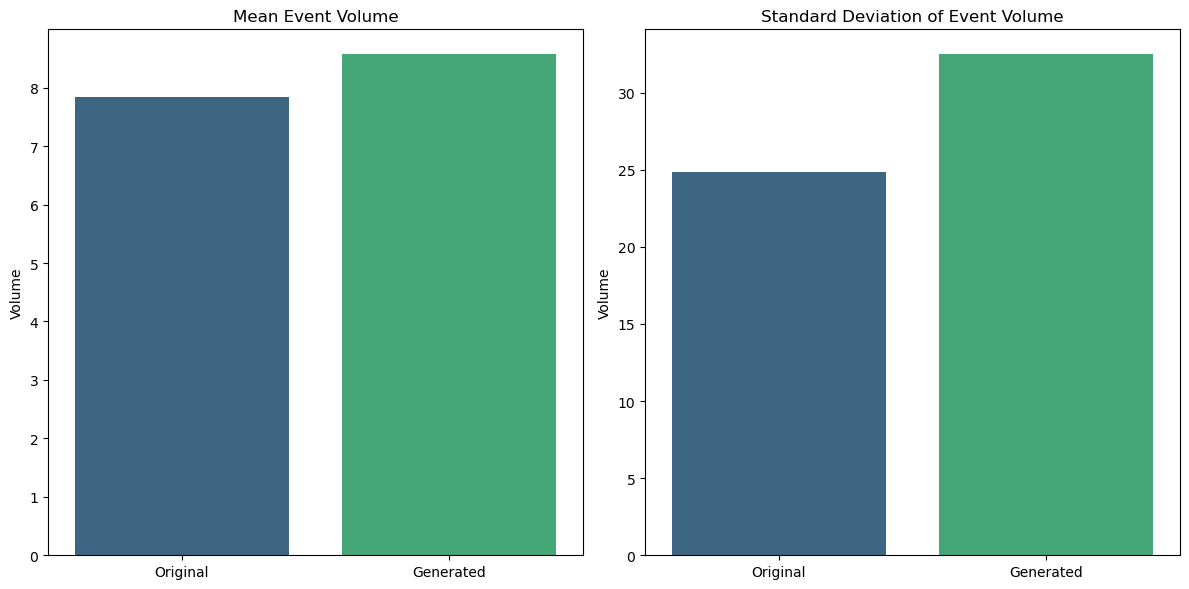 Mean Event Volume
Volume
8
7
6
5
4
3
2
1
0
Original Generated
Standard Deviation of Event Volume
Volume
30
25
20
15
10
5
0
Original Generated